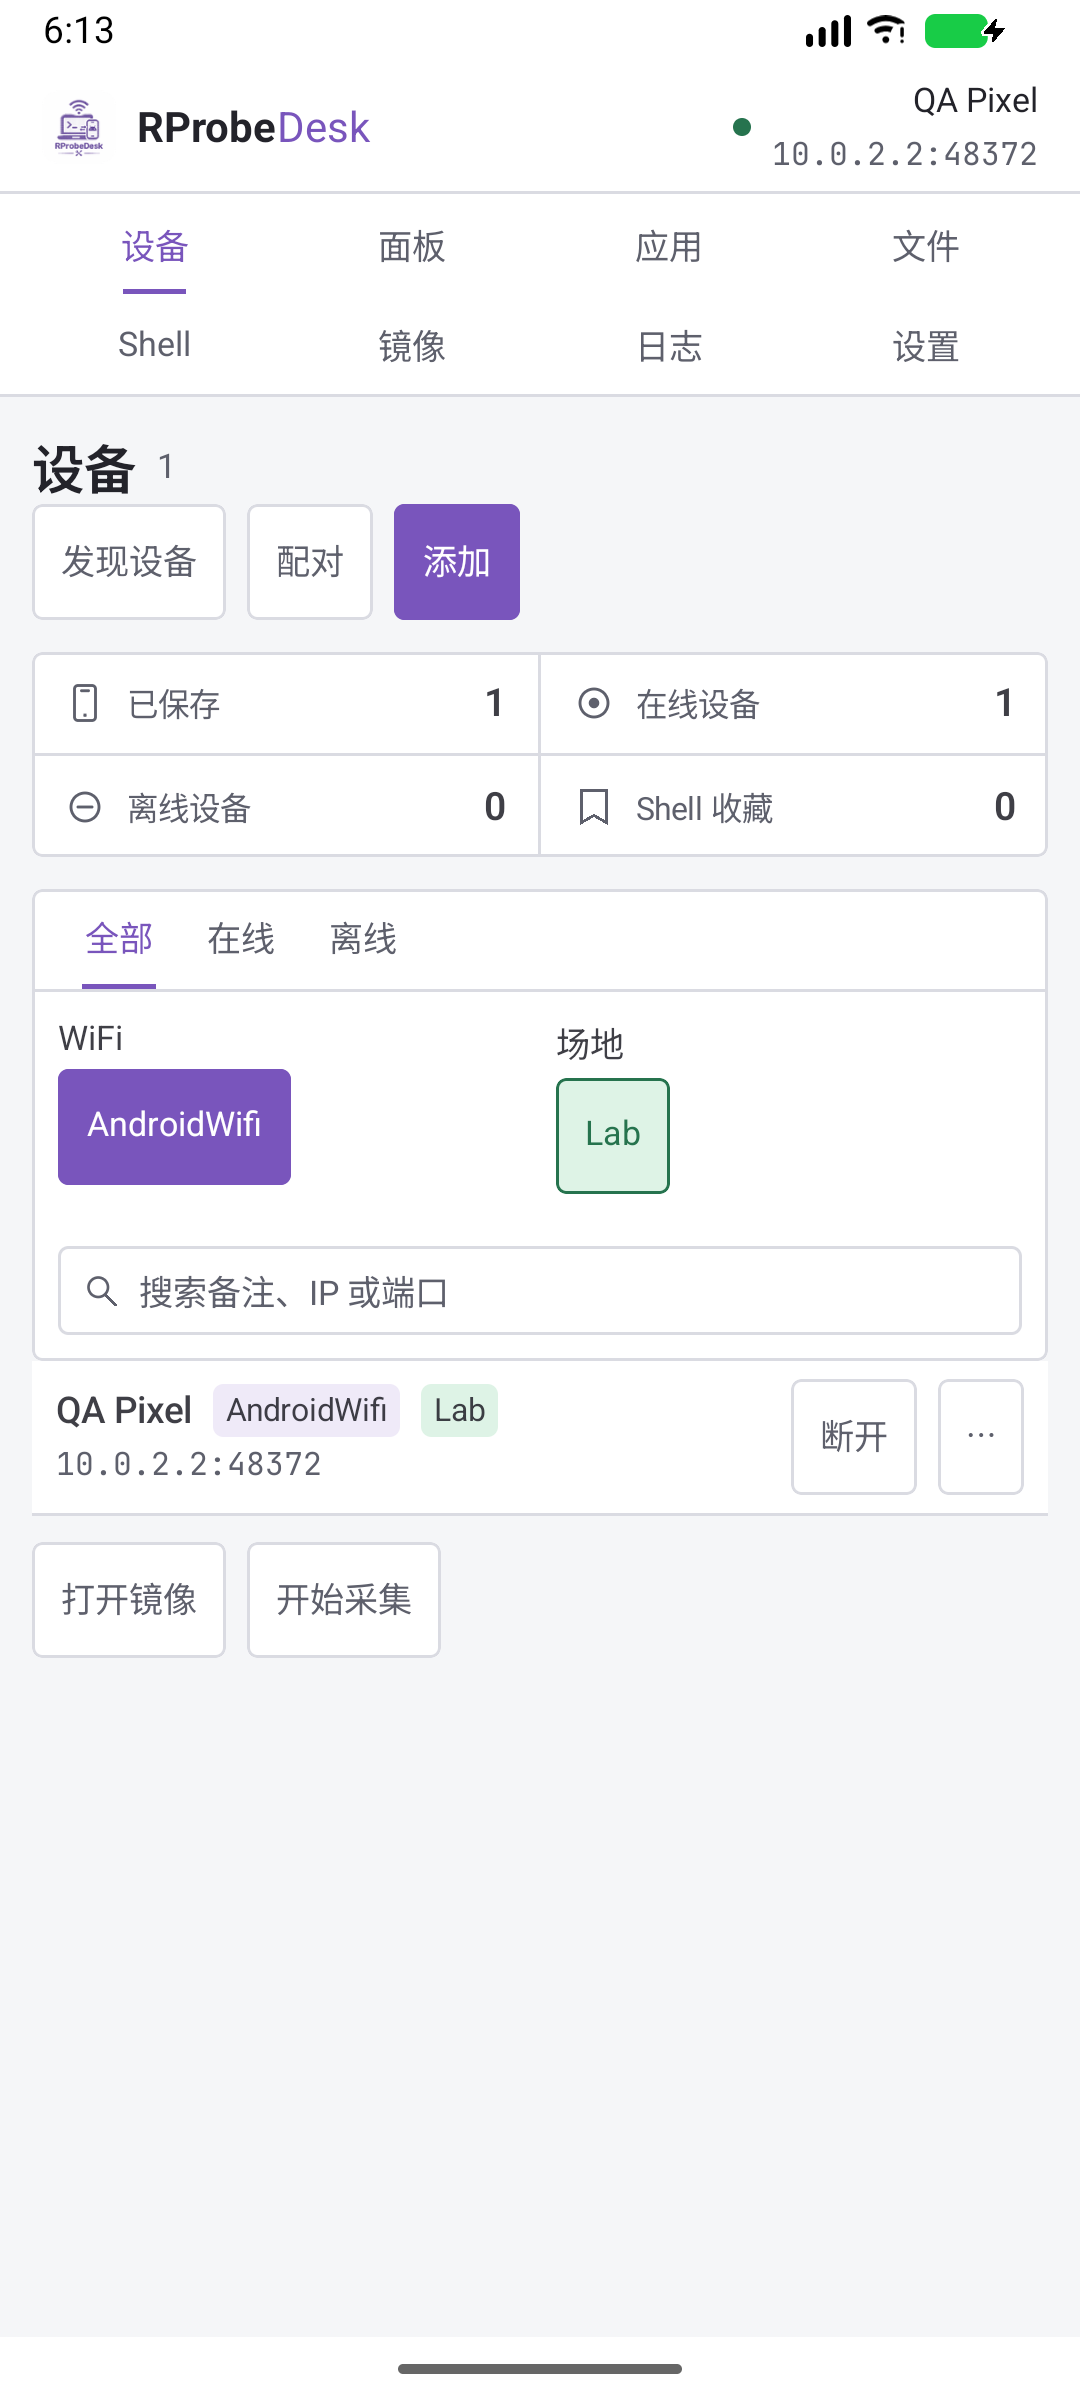 6:13
RProbeDesk
RProbeDesk
QA Pixel
10.0.2.2:48372
设备 面板 应用 文件
Shell 镜像 日志 设置
设备 1
发现设备 配对 添加
已保存 1 在线设备 1
离线设备 0 Shell 收藏 0
全部 在线 离线
WiFi 场地
AndroidWifi Lab
搜索备注、IP 或端口
QA Pixel AndroidWifi Lab
10.0.2.2:48372
断开 ···
打开镜像 开始采集